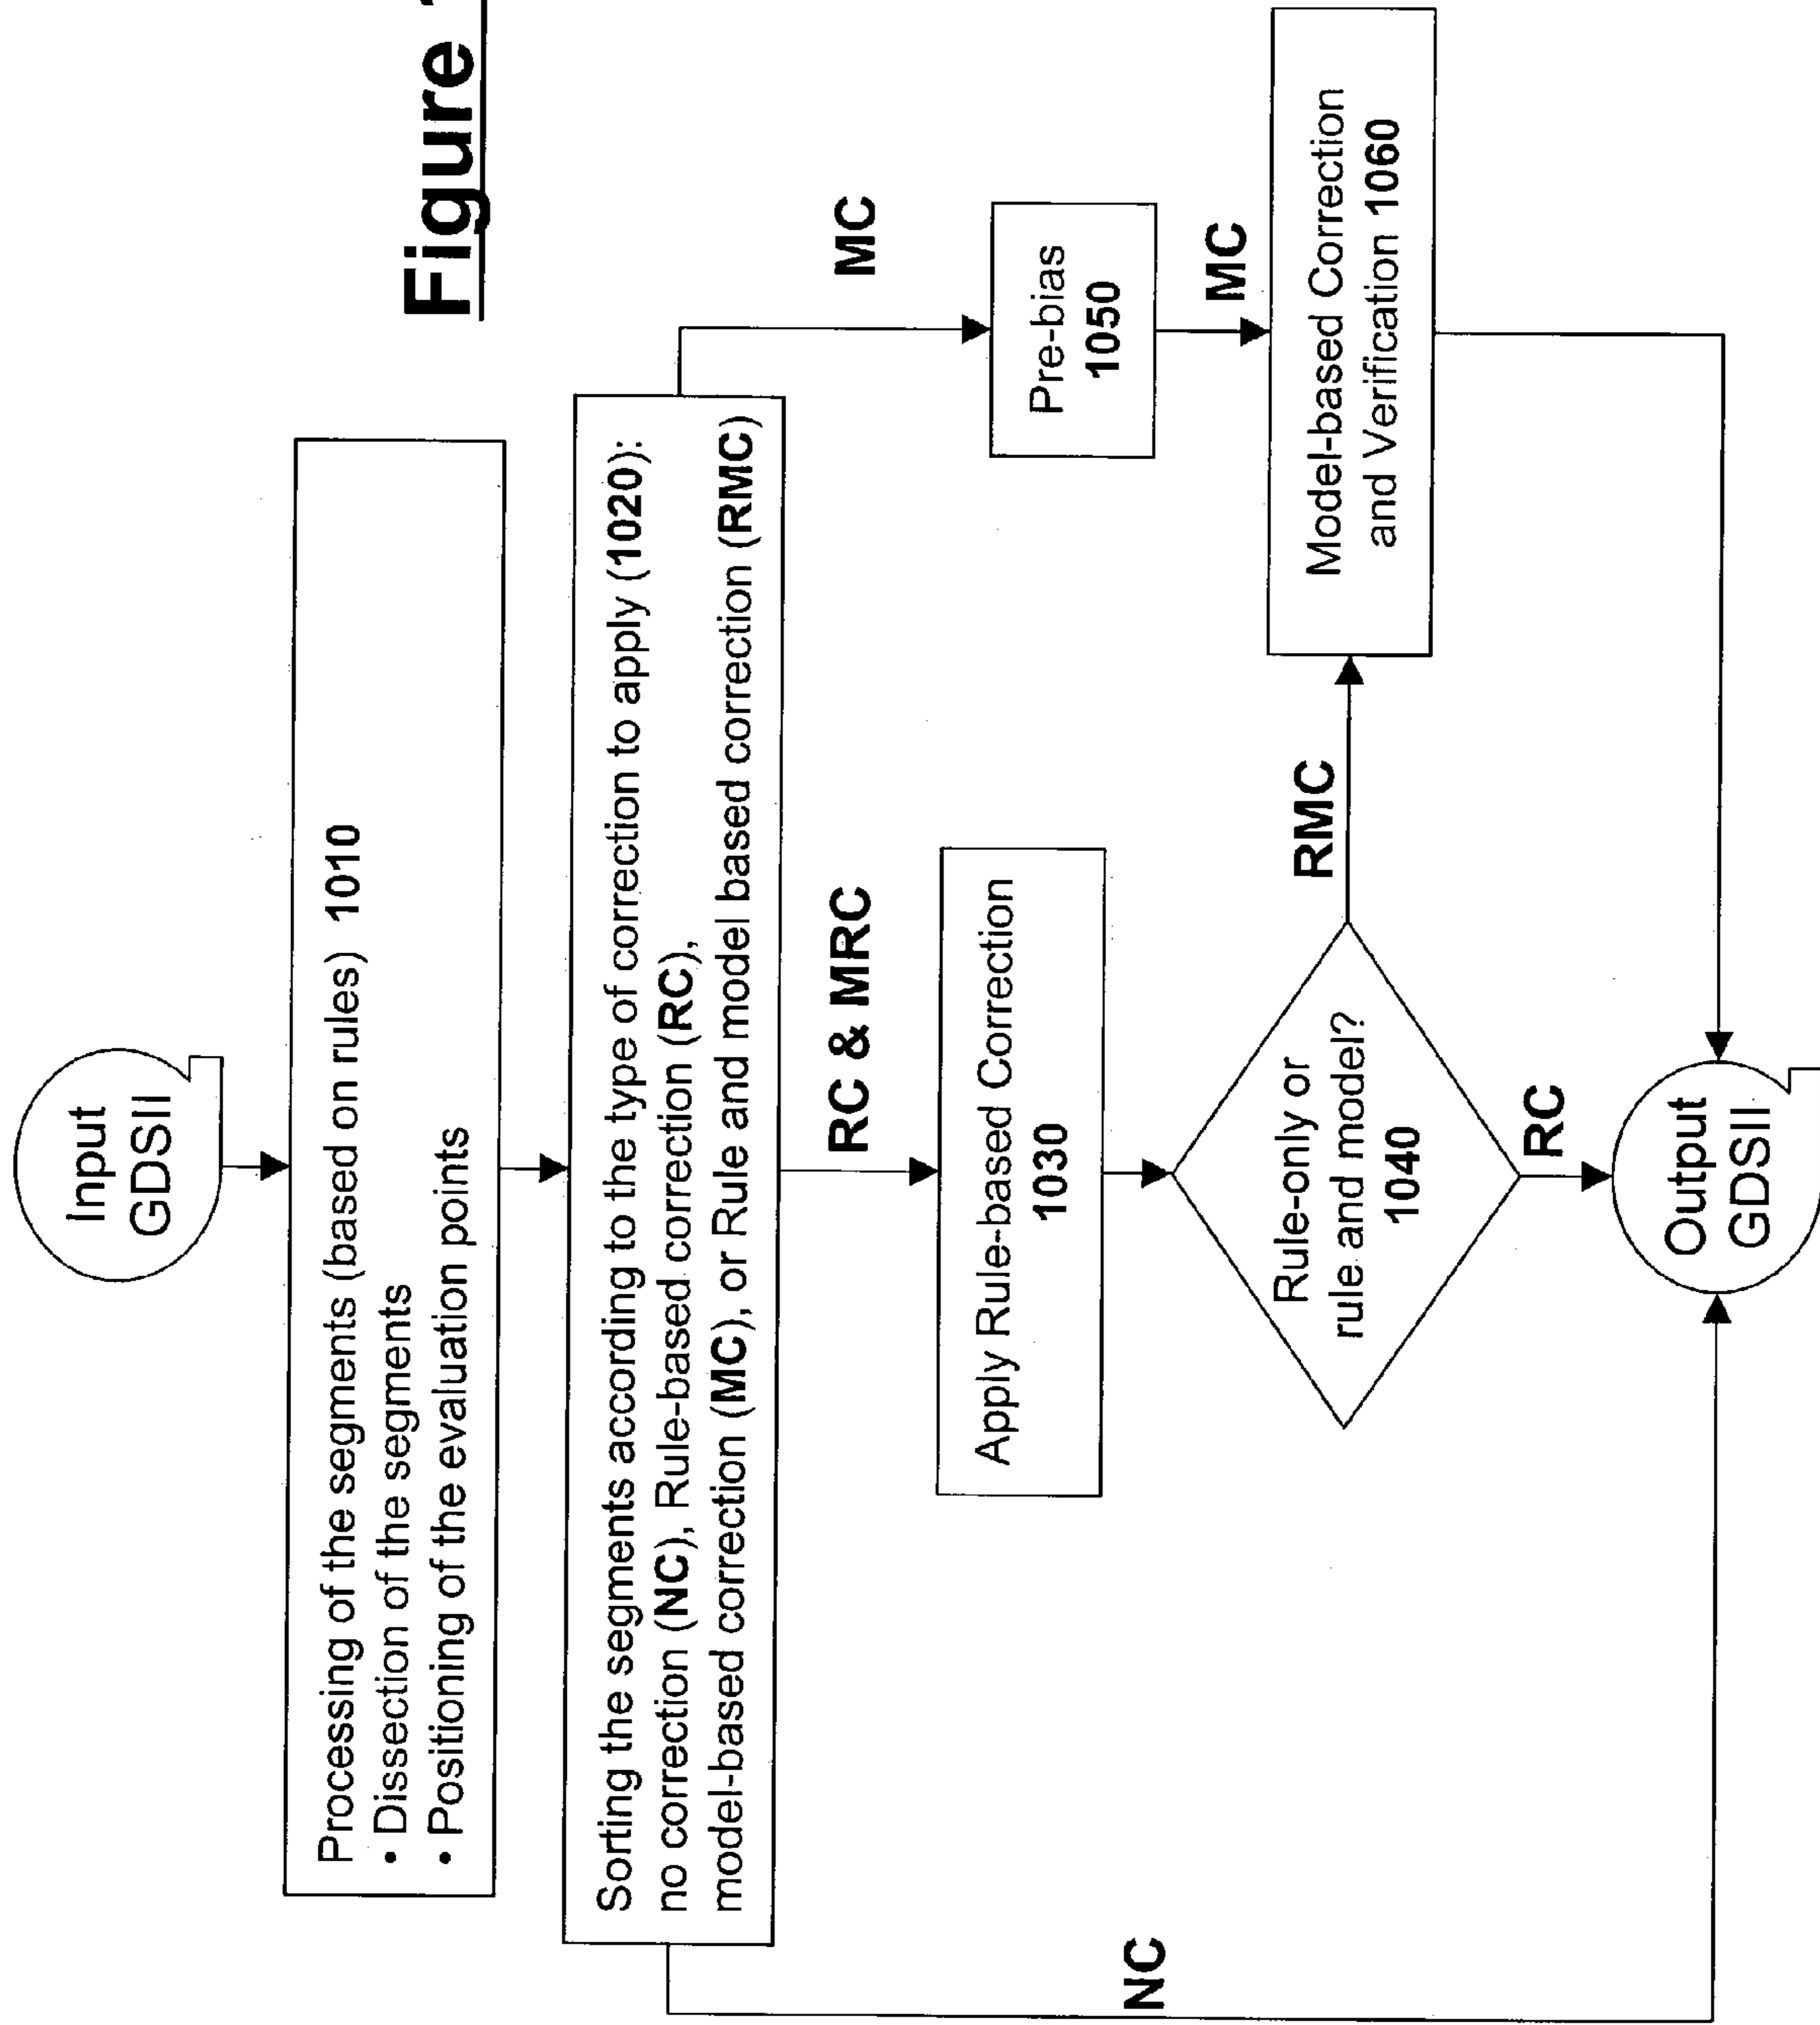 Figure
Input
GDSII
Processing of the segments (based on rules) 1010
• Dissection of the segments
• Positioning of the evaluation points
Sorting the segments according to the type of correction to apply (1020):
no correction (NC), Rule-based correction (RC),
model-based correction (MC), or Rule and model based correction (RMC)
NC
RC & MRC
MC
Apply Rule-based Correction
1030
Pre-bias
1050
MC
Rule-only or
rule and model?
1040
RMC
Model-based Correction
and Verification 1060
RC
Output
GDSII